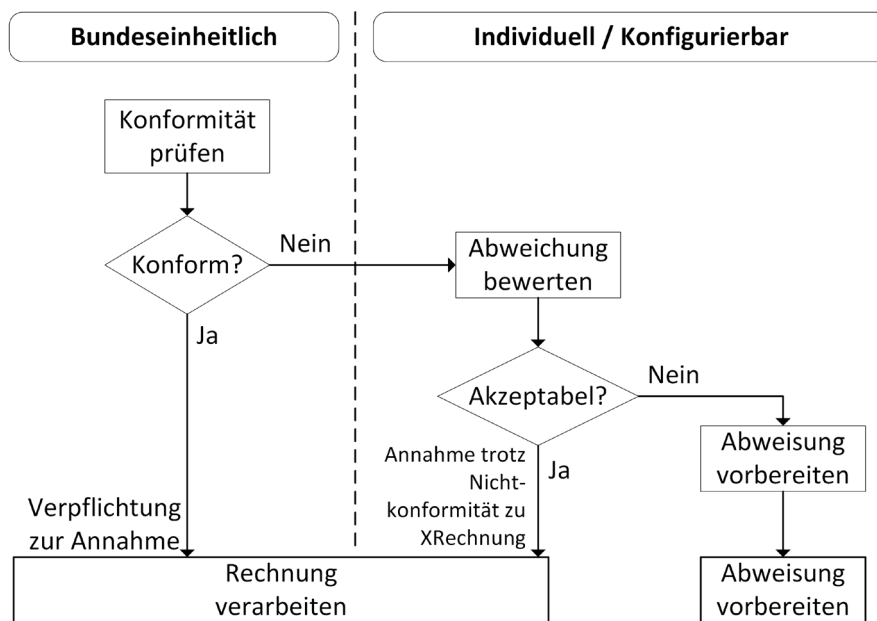 Bundeseinheitlich
Individuell / Konfigurierbar
Konformität
prüfen
Konform?
Nein
Abweichung
bewerten
Ja
Akzeptabel?
Nein
Abweisung
vorbereiten
Annahme trotz
Nicht-
konformität zu
XRechnung
Ja
Verpflichtung
zur Annahme
Rechnung
verarbeiten
Abweisung
vorbereiten